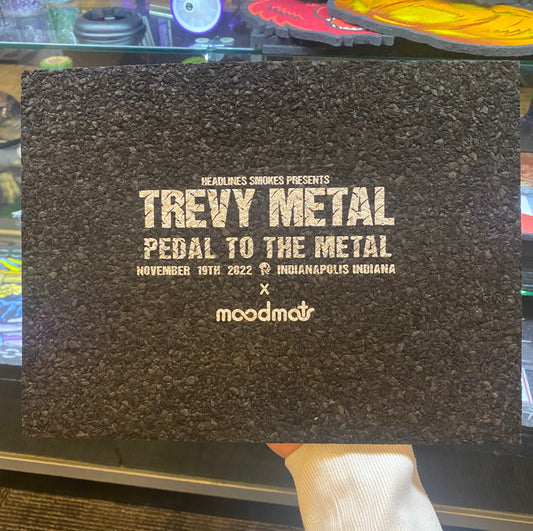 HEADLINES SMOKES PRESENTS
TREVY METAL
PEDAL TO THE METAL
NOVEMBER 19TH 2022 INDIANAPOLIS INDIANA
X
moodmats